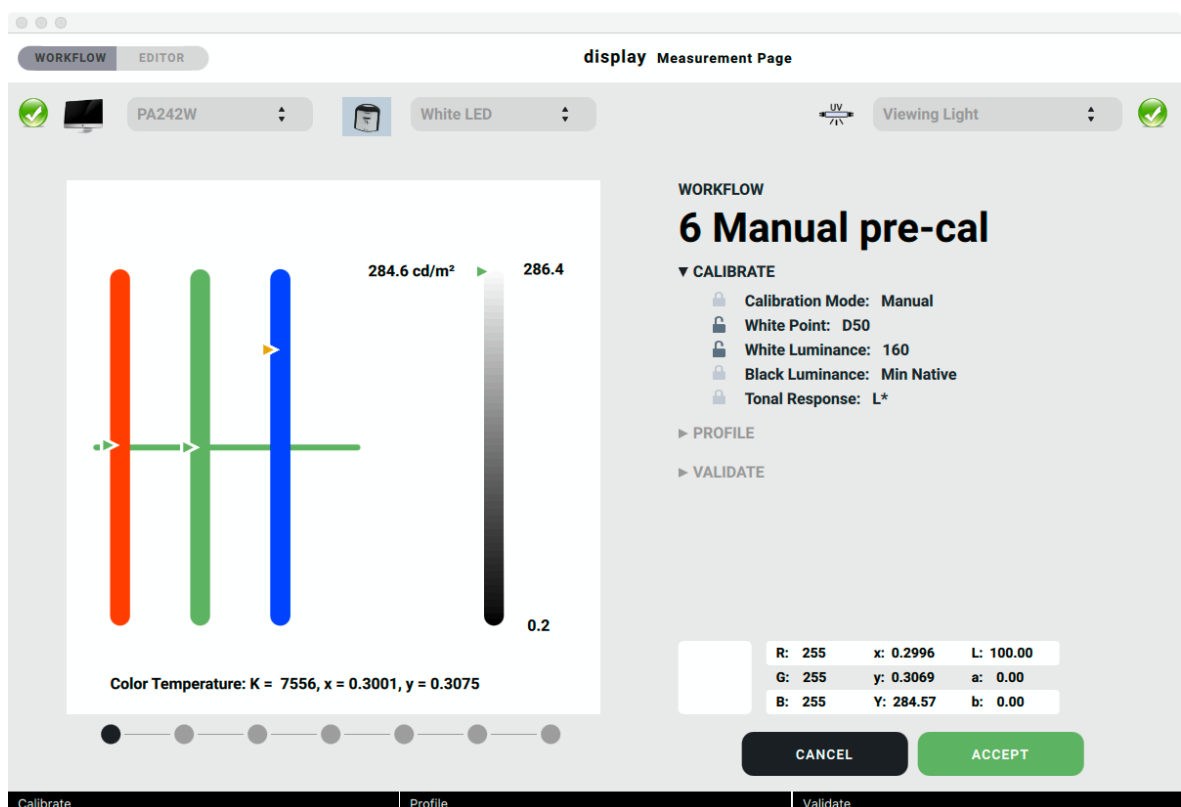 WORKFLOW EDITOR display Measurement Page
PA242W White LED UV Viewing Light
WORKFLOW
6 Manual pre-cal
▼ CALIBRATE
Calibration Mode: Manual
White Point: D50
White Luminance: 160
Black Luminance: Min Native
Tonal Response: L*
▶ PROFILE
▶ VALIDATE
284.6 cd/m² 286.4
0.2
Color Temperature: K = 7556, x = 0.3001, y = 0.3075
R: 255 x: 0.2996 L: 100.00
G: 255 y: 0.3069 a: 0.00
B: 255 Y: 284.57 b: 0.00
CANCEL ACCEPT
Calibrate Profile Validate